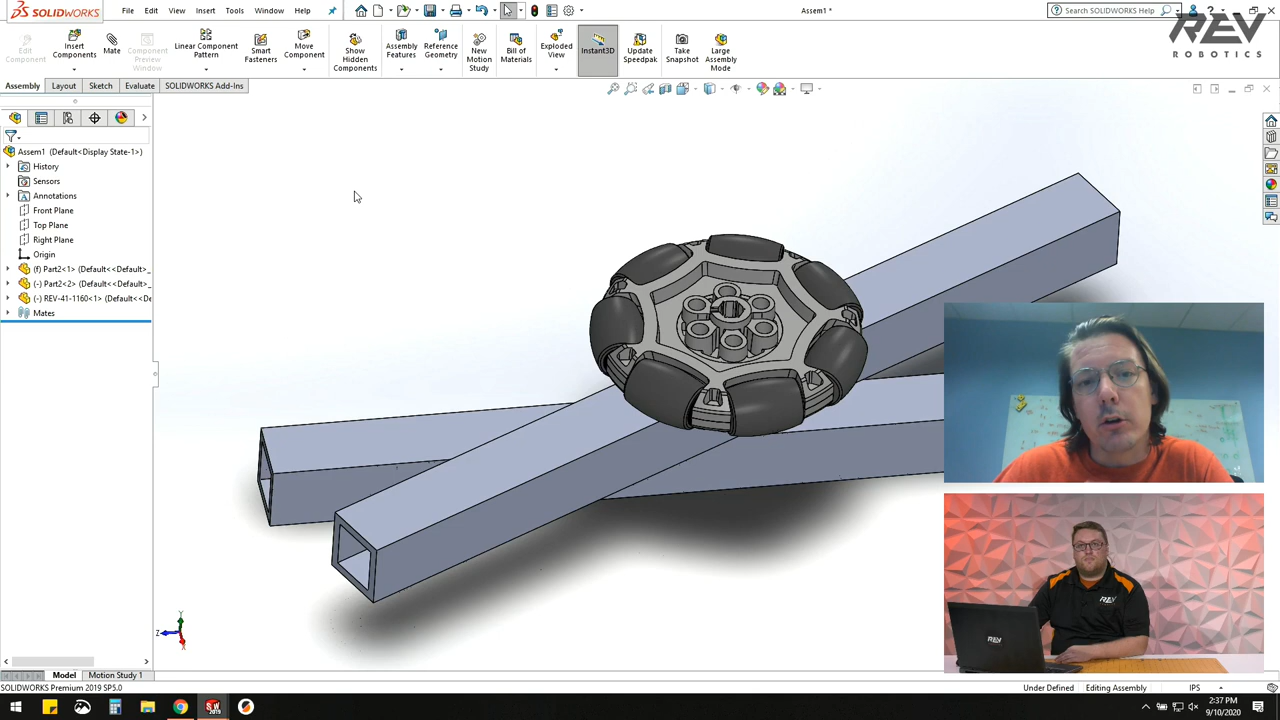 SOLIDWORKS
File Edit View Insert Tools Window Help
Assem1 *
Search SOLIDWORKS Help
REV
ROBOTICS
Edit Component
Insert Components
Mate
Component Preview Window
Linear Component Pattern
Smart Fasteners
Move Component
Show Hidden Components
Assembly Features
Reference Geometry
New Motion Study
Bill of Materials
Exploded View
Instant3D
Update Speedpak
Take Snapshot
Large Assembly Mode
Assembly Layout Sketch Evaluate SOLIDWORKS Add-Ins
Assem1 (Default<Display State-1>)
History
Sensors
Annotations
Front Plane
Top Plane
Right Plane
Origin
(f) Part2<1> (Default<<Default>_
(-) Part2<2> (Default<<Default>_
(-) REV-41-1160<1> (Default<<De
Mates
Y
Z
X
REV
REV
Model Motion Study 1
SOLIDWORKS Premium 2019 SP5.0
Under Defined Editing Assembly IPS
SW
2019
2:37 PM
9/10/2020